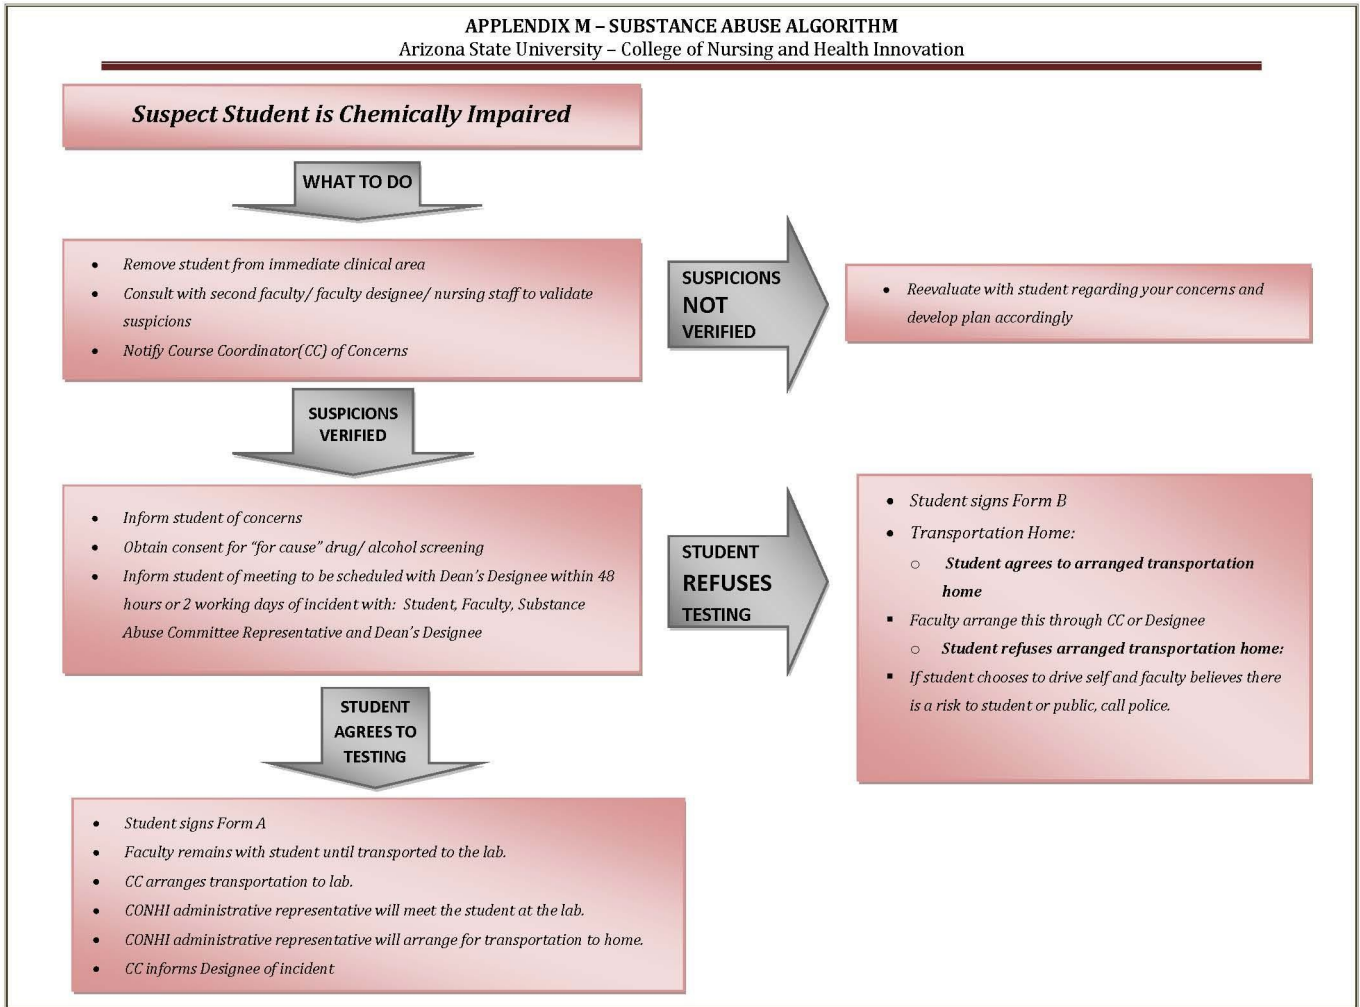 APPLENDIX M – SUBSTANCE ABUSE ALGORITHM
Arizona State University – College of Nursing and Health Innovation
Suspect Student is Chemically Impaired
WHAT TO DO
• Remove student from immediate clinical area
• Consult with second faculty/ faculty designee/ nursing staff to validate
suspicions
• Notify Course Coordinator(CC) of Concerns
SUSPICIONS
NOT
VERIFIED
• Reevaluate with student regarding your concerns and
develop plan accordingly
SUSPICIONS
VERIFIED
• Inform student of concerns
• Obtain consent for “for cause” drug/ alcohol screening
• Inform student of meeting to be scheduled with Dean’s Designee within 48
hours or 2 working days of incident with: Student, Faculty, Substance
Abuse Committee Representative and Dean’s Designee
STUDENT
REFUSES
TESTING
• Student signs Form B
• Transportation Home:
o Student agrees to arranged transportation
home
▪ Faculty arrange this through CC or Designee
o Student refuses arranged transportation home:
▪ If student chooses to drive self and faculty believes there
is a risk to student or public, call police.
STUDENT
AGREES TO
TESTING
• Student signs Form A
• Faculty remains with student until transported to the lab.
• CC arranges transportation to lab.
• CONHI administrative representative will meet the student at the lab.
• CONHI administrative representative will arrange for transportation to home.
• CC informs Designee of incident